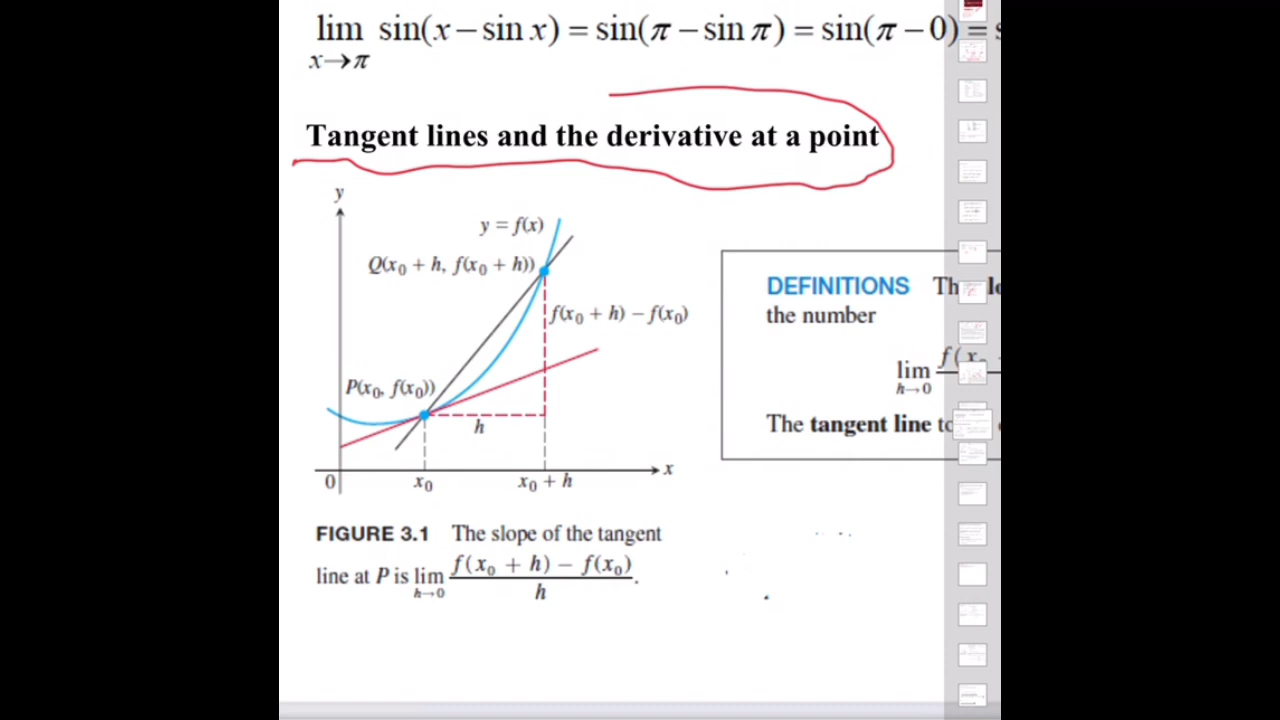 lim sin(x − sin x) = sin(π − sin π) = sin(π − 0) =
x→π
Tangent lines and the derivative at a point
y
y = f(x)
Q(x₀ + h, f(x₀ + h))
f(x₀ + h) − f(x₀)
P(x₀, f(x₀))
h
0
x₀
x₀ + h
x
FIGURE 3.1 The slope of the tangent
line at P is lim f(x₀ + h) − f(x₀) / h .
h→0
DEFINITIONS
the number
lim f(x
h→0
The tangent line